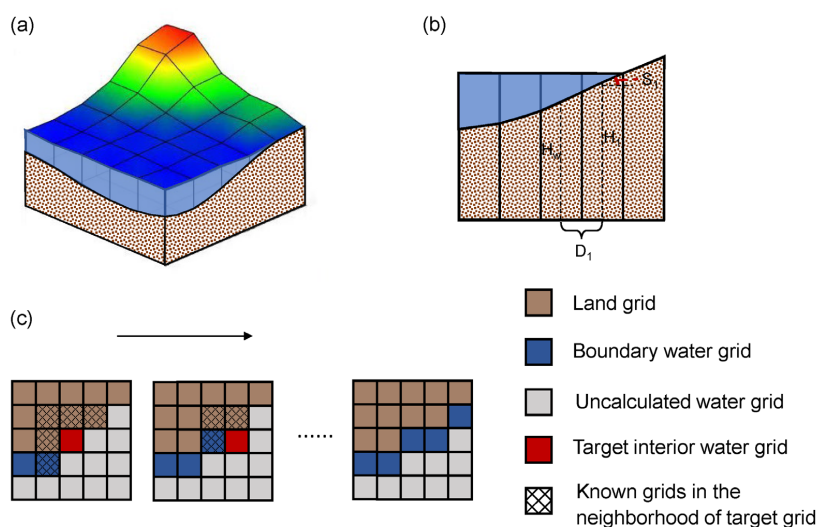 (a)
(b)
S₁
H_w
H₁
D₁
(c)
......
Land grid
Boundary water grid
Uncalculated water grid
Target interior water grid
Known grids in the
neighborhood of target grid